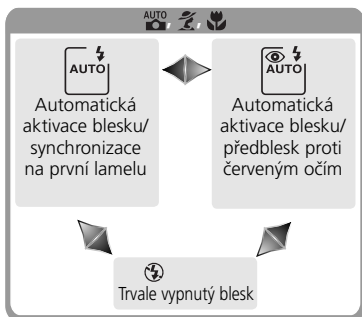 AUTO
AUTO
Automatická
aktivace blesku/
synchronizace
na první lamelu
AUTO
Automatická
aktivace blesku/
předblesk proti
červeným očím
Trvale vypnutý blesk